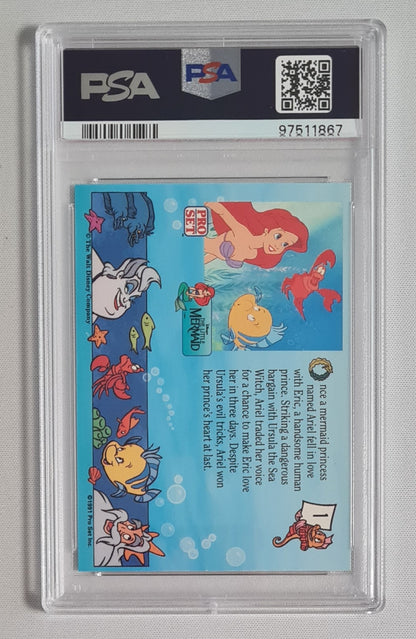 PSA
PSA
97511867
PRO
SET
Disney's
THE LITTLE
MERMAID
1
Once a mermaid princess
named Ariel fell in love
with Eric, a handsome human
prince. Striking a dangerous
bargain with Ursula the Sea
Witch, Ariel traded her voice
for a chance to make Eric love
her in three days. Despite
Ursula's evil tricks, Ariel won
her prince's heart at last.
© The Walt Disney Company
©1991 Pro Set Inc.